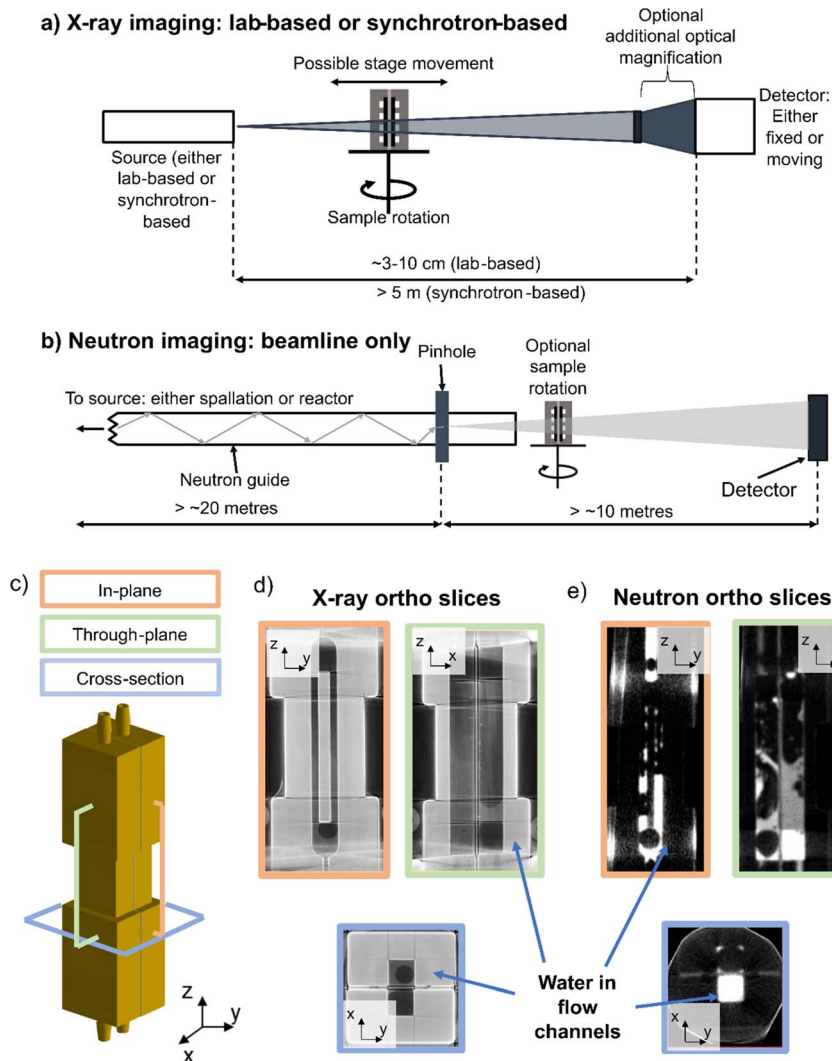 a) X-ray imaging: lab-based or synchrotron-based
Optional
additional optical
magnification
Possible stage movement
Detector:
Either
fixed or
moving
Source (either
lab-based or
synchrotron-
based
Sample rotation
~3-10 cm (lab-based)
> 5 m (synchrotron-based)
b) Neutron imaging: beamline only
Pinhole
Optional
sample
rotation
To source: either spallation or reactor
Neutron guide
Detector
> ~20 metres
> ~10 metres
c)
In-plane
Through-plane
Cross-section
z
y
x
d)
X-ray ortho slices
z
y
z
x
x
y
e)
Neutron ortho slices
z
y
z
x
y
Water in
flow
channels